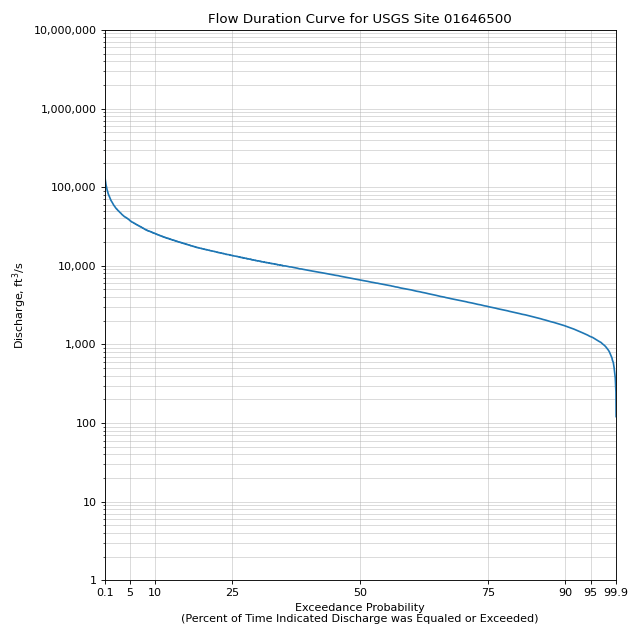 Flow Duration Curve for USGS Site 01646500
10,000,000
1,000,000
100,000
10,000
1,000
100
10
1
Discharge, ft³/s
0.1 5 10 25 50 75 90 95 99.9
Exceedance Probability
(Percent of Time Indicated Discharge was Equaled or Exceeded)